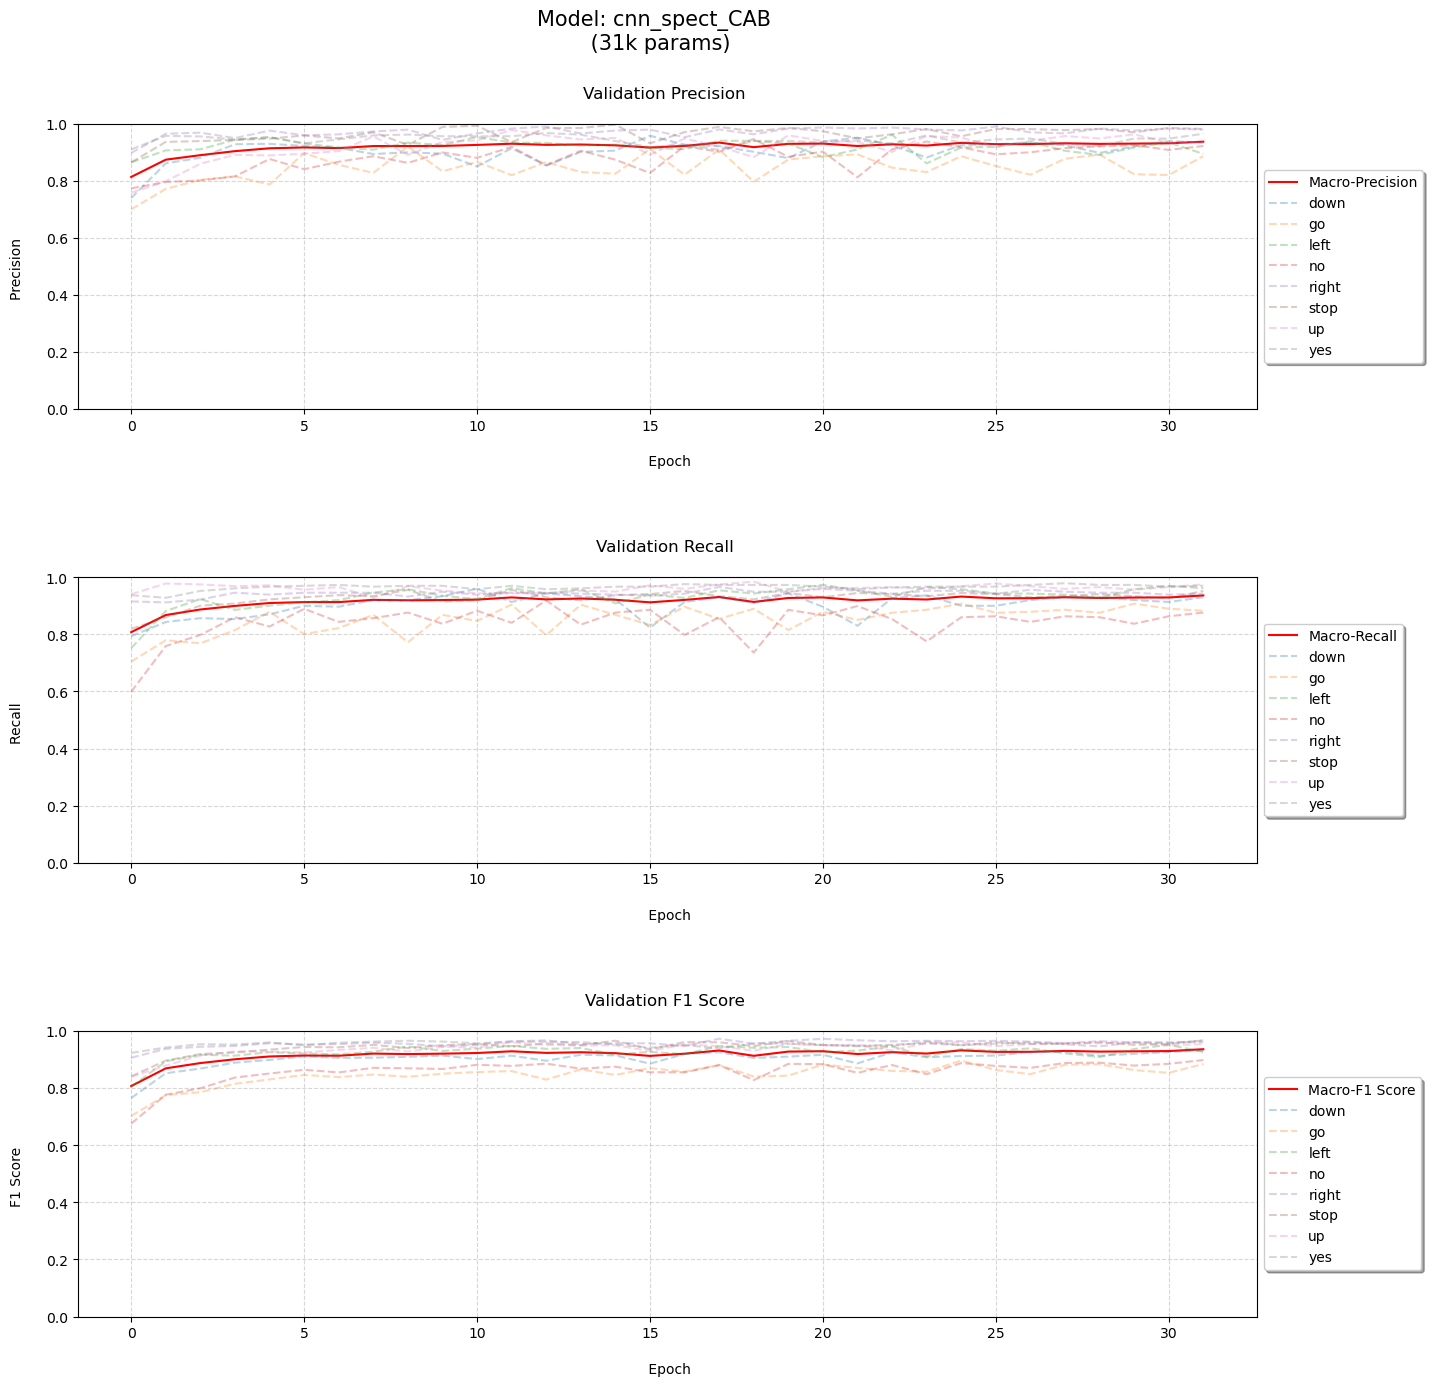 Model: cnn_spect_CAB
(31k params)
Validation Precision
1.0
0.8
0.6
0.4
0.2
0.0
Precision
0 5 10 15 20 25 30
Epoch
Macro-Precision
down
go
left
no
right
stop
up
yes
Validation Recall
1.0
0.8
0.6
0.4
0.2
0.0
Recall
0 5 10 15 20 25 30
Epoch
Macro-Recall
down
go
left
no
right
stop
up
yes
Validation F1 Score
1.0
0.8
0.6
0.4
0.2
0.0
F1 Score
0 5 10 15 20 25 30
Epoch
Macro-F1 Score
down
go
left
no
right
stop
up
yes